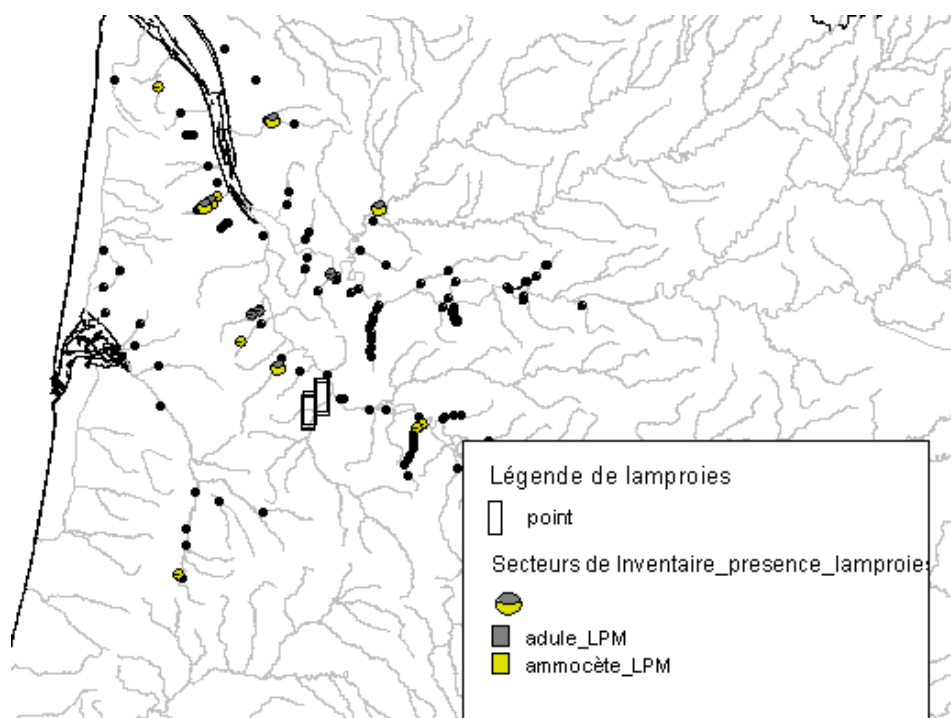 Légende de lamproies
point
Secteurs de Inventaire_presence_lamproies
adule_LPM
ammocète_LPM